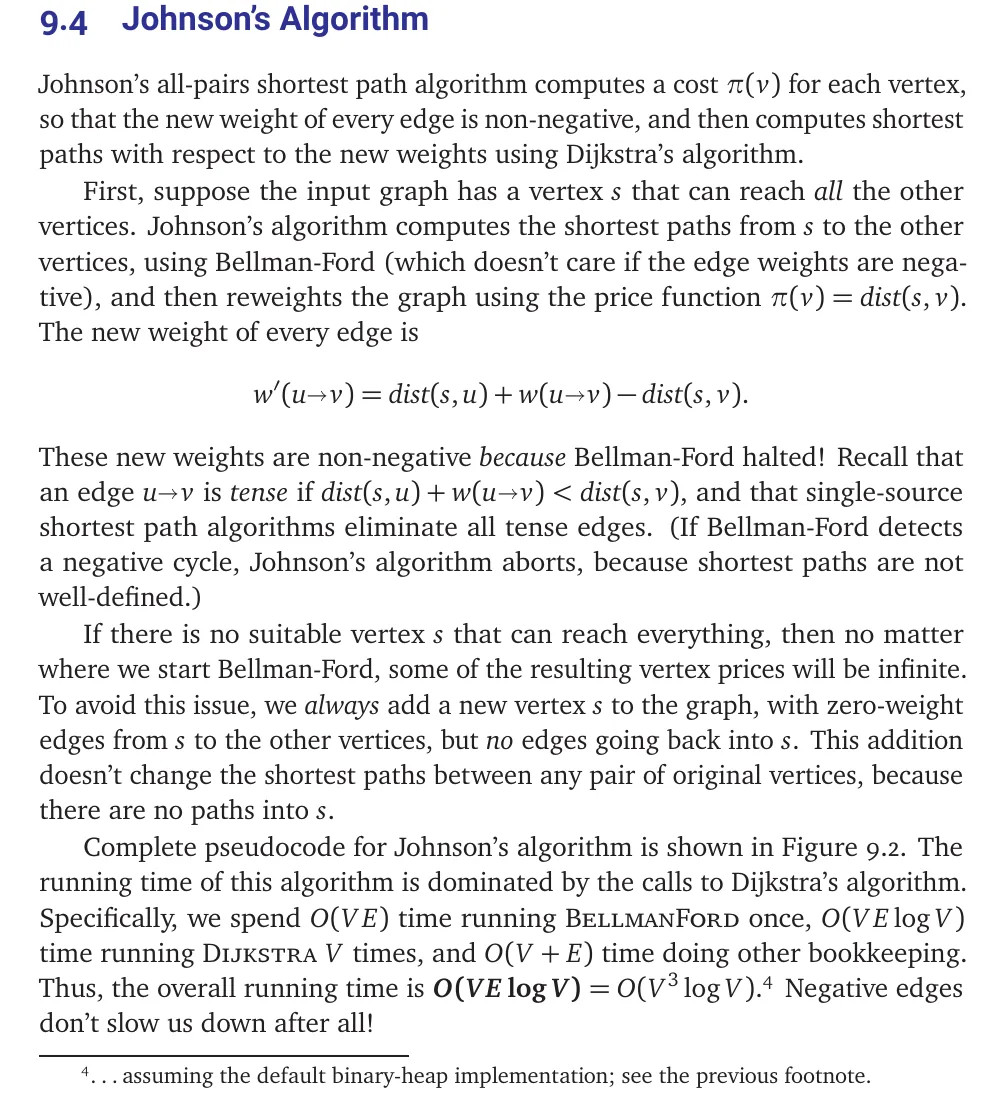 9.4 Johnson's Algorithm
Johnson's all-pairs shortest path algorithm computes a cost π(v) for each vertex,
so that the new weight of every edge is non-negative, and then computes shortest
paths with respect to the new weights using Dijkstra's algorithm.
First, suppose the input graph has a vertex s that can reach all the other
vertices. Johnson's algorithm computes the shortest paths from s to the other
vertices, using Bellman-Ford (which doesn't care if the edge weights are nega-
tive), and then reweights the graph using the price function π(v) = dist(s, v).
The new weight of every edge is
w′(u→v) = dist(s, u) + w(u→v) − dist(s, v).
These new weights are non-negative because Bellman-Ford halted! Recall that
an edge u→v is tense if dist(s, u) + w(u→v) < dist(s, v), and that single-source
shortest path algorithms eliminate all tense edges. (If Bellman-Ford detects
a negative cycle, Johnson's algorithm aborts, because shortest paths are not
well-defined.)
If there is no suitable vertex s that can reach everything, then no matter
where we start Bellman-Ford, some of the resulting vertex prices will be infinite.
To avoid this issue, we always add a new vertex s to the graph, with zero-weight
edges from s to the other vertices, but no edges going back into s. This addition
doesn't change the shortest paths between any pair of original vertices, because
there are no paths into s.
Complete pseudocode for Johnson's algorithm is shown in Figure 9.2. The
running time of this algorithm is dominated by the calls to Dijkstra's algorithm.
Specifically, we spend O(VE) time running BELLMANFORD once, O(VE log V)
time running DIJKSTRA V times, and O(V + E) time doing other bookkeeping.
Thus, the overall running time is O(VE log V) = O(V³ log V).⁴ Negative edges
don't slow us down after all!
⁴. . . assuming the default binary-heap implementation; see the previous footnote.